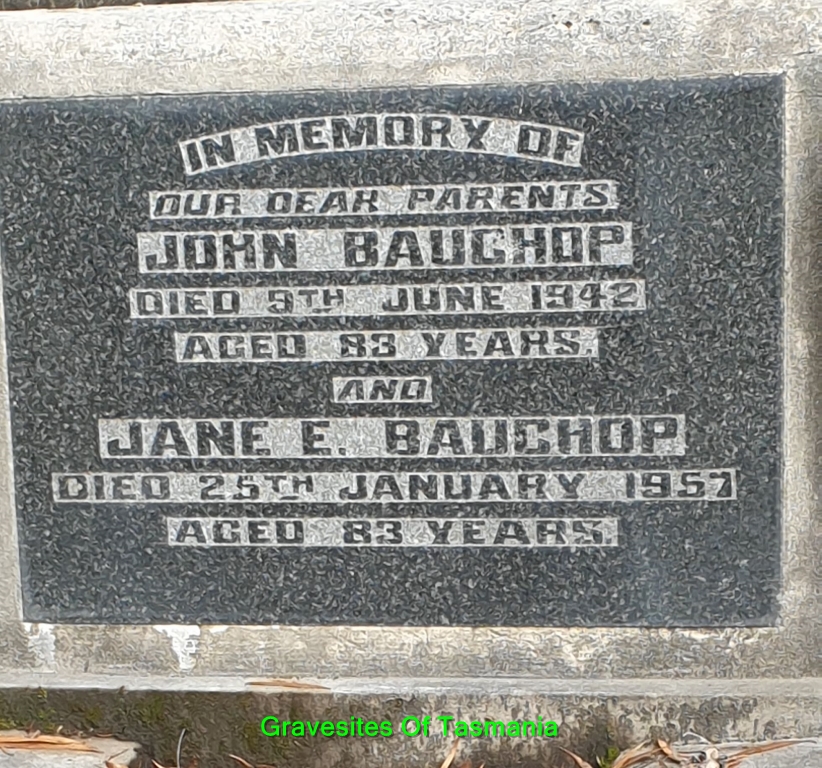 IN MEMORY OF
OUR DEAR PARENTS
JOHN BAUCHOP
DIED 9TH JUNE 1942
AGED 83 YEARS.
AND
JANE E. BAUCHOP
DIED 25TH JANUARY 1957
AGED 83 YEARS.
Gravesites Of Tasmania